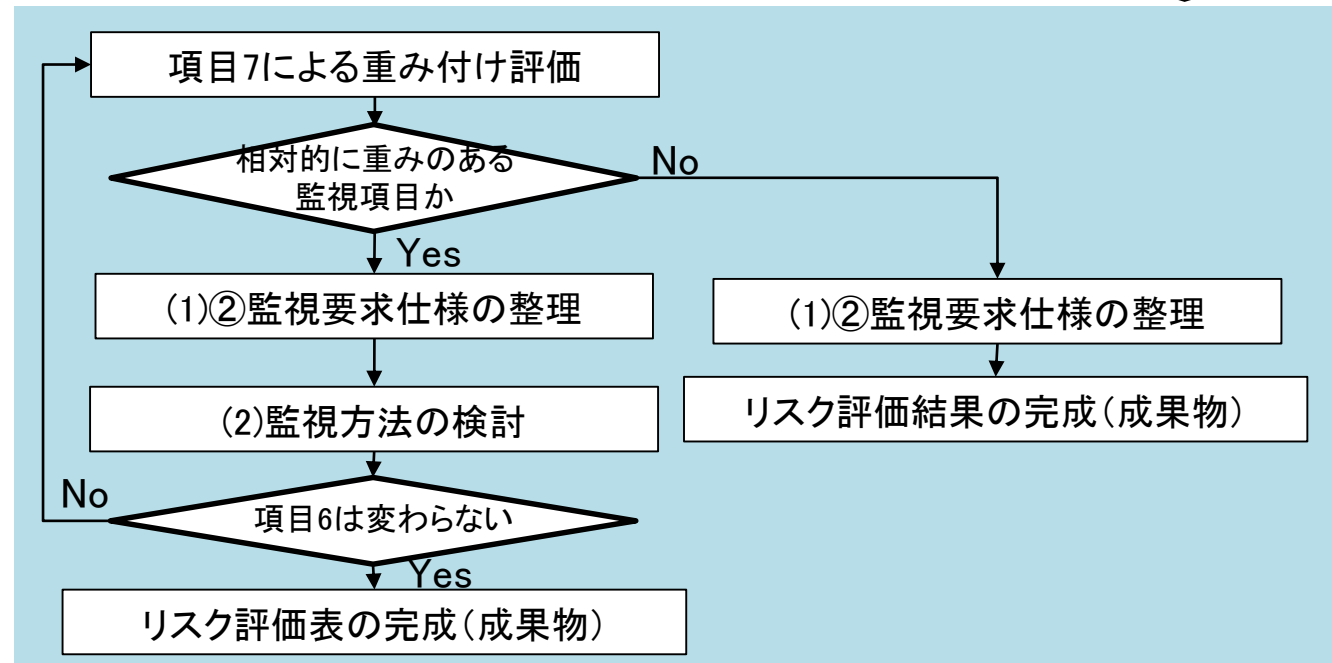 項目7による重み付け評価
相対的に重みのある
監視項目か
No
Yes
(1)②監視要求仕様の整理
(1)②監視要求仕様の整理
(2)監視方法の検討
リスク評価結果の完成(成果物)
No
項目6は変わらない
Yes
リスク評価表の完成(成果物)